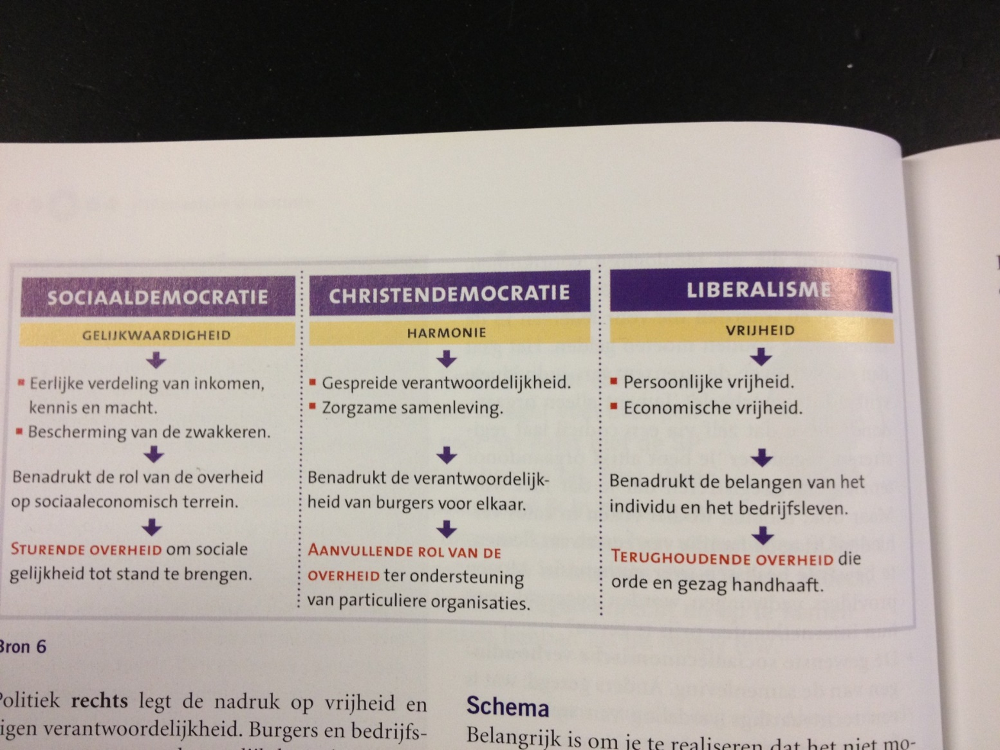 SOCIAALDEMOCRATIE
GELIJKWAARDIGHEID
▪ Eerlijke verdeling van inkomen,
kennis en macht.
▪ Bescherming van de zwakkeren.
Benadrukt de rol van de overheid
op sociaaleconomisch terrein.
STURENDE OVERHEID om sociale
gelijkheid tot stand te brengen.
CHRISTENDEMOCRATIE
HARMONIE
▪ Gespreide verantwoordelijkheid.
▪ Zorgzame samenleving.
Benadrukt de verantwoordelijk-
heid van burgers voor elkaar.
AANVULLENDE ROL VAN DE
OVERHEID ter ondersteuning
van particuliere organisaties.
LIBERALISME
VRIJHEID
▪ Persoonlijke vrijheid.
▪ Economische vrijheid.
Benadrukt de belangen van het
individu en het bedrijfsleven.
TERUGHOUDENDE OVERHEID die
orde en gezag handhaaft.
Bron 6
Politiek rechts legt de nadruk op vrijheid en
eigen verantwoordelijkheid. Burgers en bedrijfs-
Schema
Belangrijk is om je te realiseren dat het niet mo-